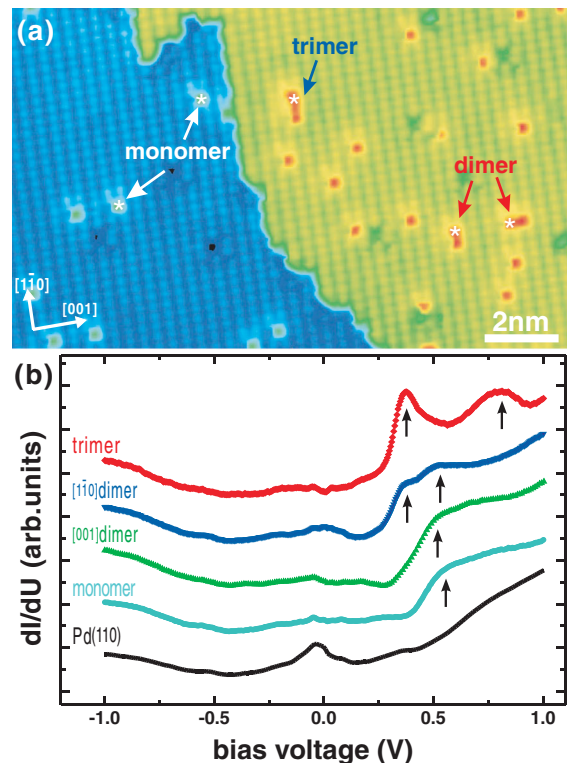 (a)
trimer
*
*
monomer
dimer
*
*
*
[11̄0]
[001]
2nm
(b)
trimer
[11̄0]dimer
[001]dimer
monomer
Pd(110)
dI/dU (arb.units)
-1.0 -0.5 0.0 0.5 1.0
bias voltage (V)